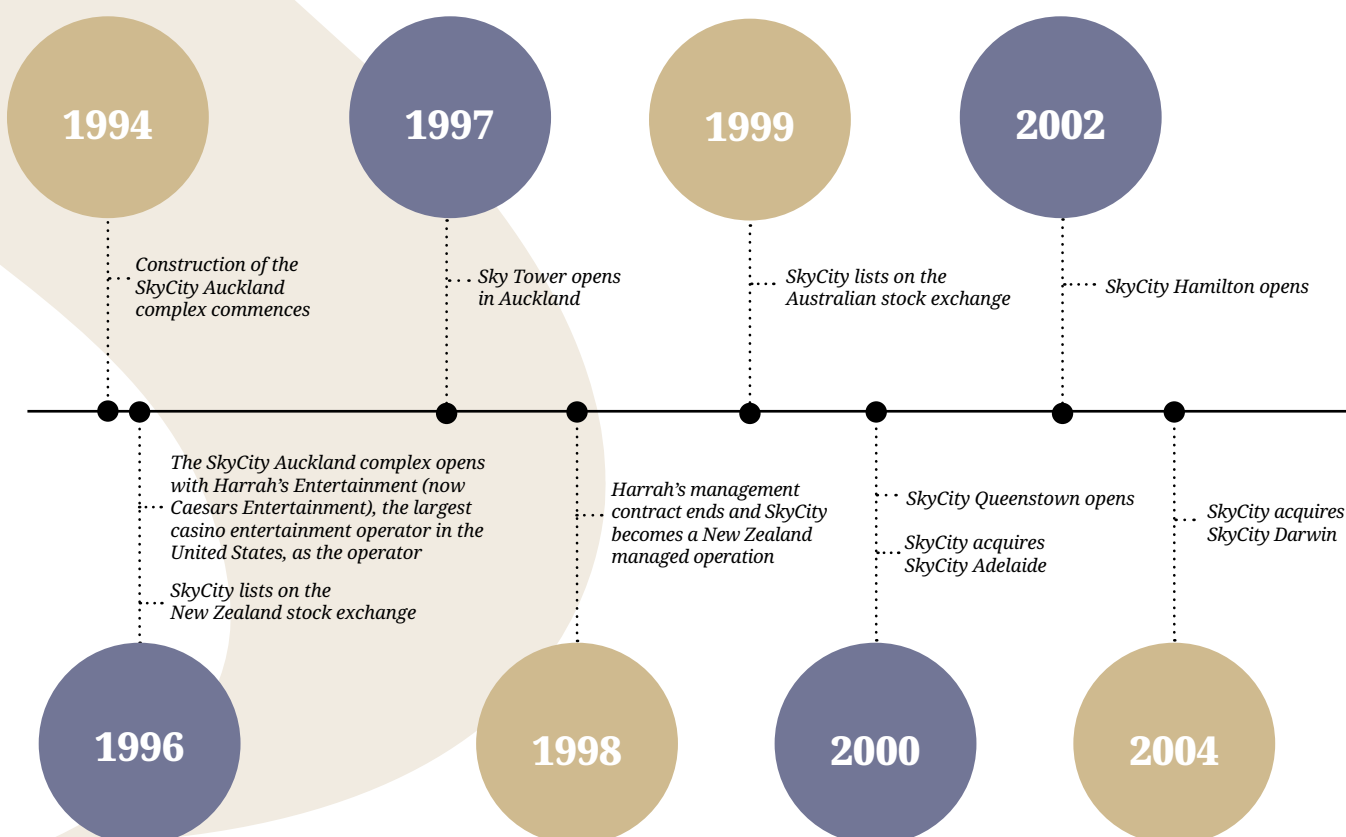 1994
1997
1999
2002
Construction of the
SkyCity Auckland
complex commences
Sky Tower opens
in Auckland
SkyCity lists on the
Australian stock exchange
SkyCity Hamilton opens
The SkyCity Auckland complex opens
with Harrah’s Entertainment (now
Caesars Entertainment), the largest
casino entertainment operator in the
United States, as the operator
SkyCity lists on the
New Zealand stock exchange
Harrah’s management
contract ends and SkyCity
becomes a New Zealand
managed operation
SkyCity Queenstown opens
SkyCity acquires
SkyCity Adelaide
SkyCity acquires
SkyCity Darwin
1996
1998
2000
2004